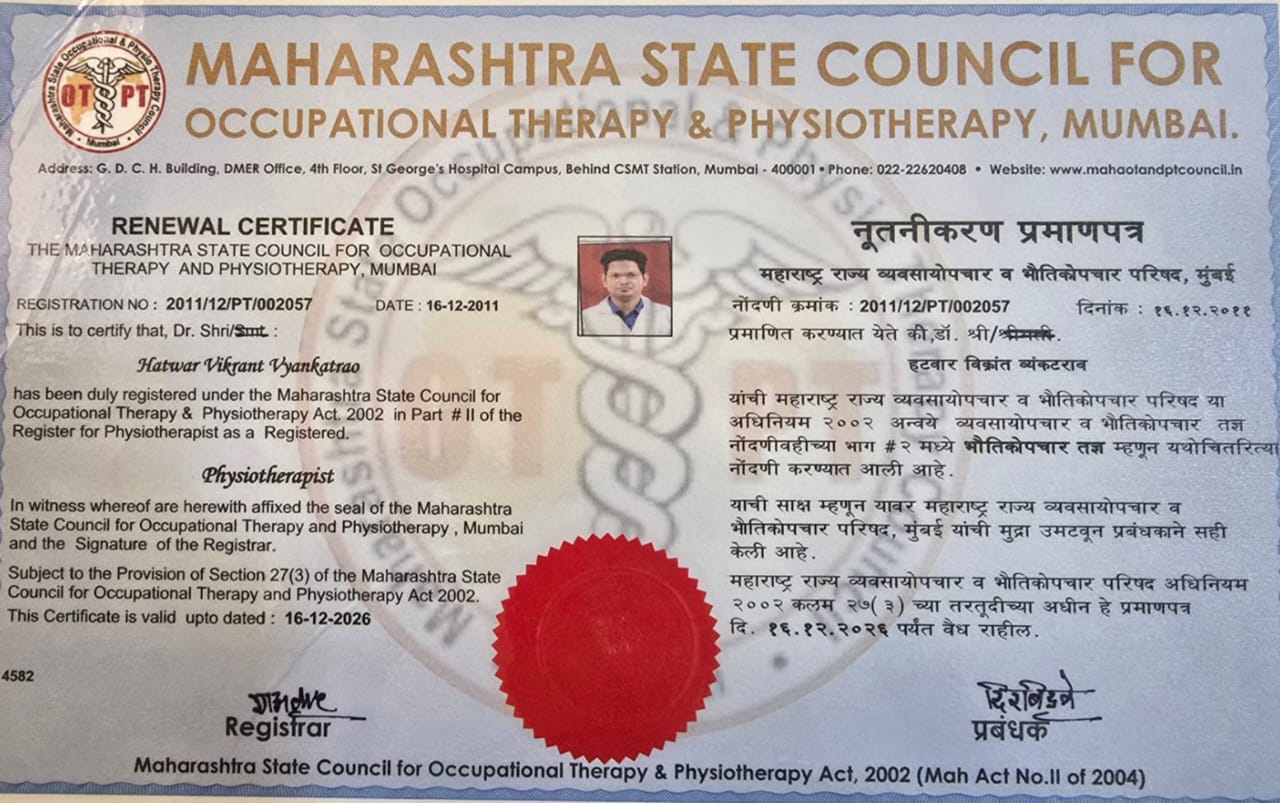 Maharashtra State Occupational & Physio Therapy Council
OT PT
Mumbai
MAHARASHTRA STATE COUNCIL FOR
OCCUPATIONAL THERAPY & PHYSIOTHERAPY, MUMBAI.
Address: G. D. C. H. Building, DMER Office, 4th Floor, St George's Hospital Campus, Behind CSMT Station, Mumbai - 400001 • Phone: 022-22620408 • Website: www.mahaotandptcouncil.in
RENEWAL CERTIFICATE
THE MAHARASHTRA STATE COUNCIL FOR OCCUPATIONAL
THERAPY AND PHYSIOTHERAPY, MUMBAI
REGISTRATION NO : 2011/12/PT/002057 DATE : 16-12-2011
This is to certify that, Dr. Shri/Smt. :
Hatwar Vikrant Vyankatrao
has been duly registered under the Maharashtra State Council for
Occupational Therapy & Physiotherapy Act. 2002 in Part # II of the
Register for Physiotherapist as a Registered.
Physiotherapist
In witness whereof are herewith affixed the seal of the Maharashtra
State Council for Occupational Therapy and Physiotherapy , Mumbai
and the Signature of the Registrar.
Subject to the Provision of Section 27(3) of the Maharashtra State
Council for Occupational Therapy and Physiotherapy Act 2002.
This Certificate is valid upto dated : 16-12-2026
4582
Registrar
नूतनीकरण प्रमाणपत्र
महाराष्ट्र राज्य व्यवसायोपचार व भौतिकोपचार परिषद, मुंबई
नोंदणी क्रमांक : 2011/12/PT/002057 दिनांक : १६.१२.२०११
प्रमाणित करण्यात येते की,डॉ. श्री/श्रीमती.
हटवार विक्रांत व्यंकटराव
यांची महाराष्ट्र राज्य व्यवसायोपचार व भौतिकोपचार परिषद या
अधिनियम २००२ अन्वये व्यवसायोपचार व भौतिकोपचार तज्ञ
नोंदणीवहीच्या भाग # २ मध्ये भौतिकोपचार तज्ञ म्हणून यथोचितरित्या
नोंदणी करण्यात आली आहे.
याची साक्ष म्हणून यावर महाराष्ट्र राज्य व्यवसायोपचार व
भौतिकोपचार परिषद, मुंबई यांची मुद्रा उमटवून प्रबंधकाने सही
केली आहे.
महाराष्ट्र राज्य व्यवसायोपचार व भौतिकोपचार परिषद अधिनियम
२००२ कलम २७(३) च्या तरतूदीच्या अधीन हे प्रमाणपत्र
दि. १६.१२.२०२६ पर्यंत वैध राहील.
प्रबंधक
Maharashtra State Council for Occupational Therapy & Physiotherapy Act, 2002 (Mah Act No.II of 2004)